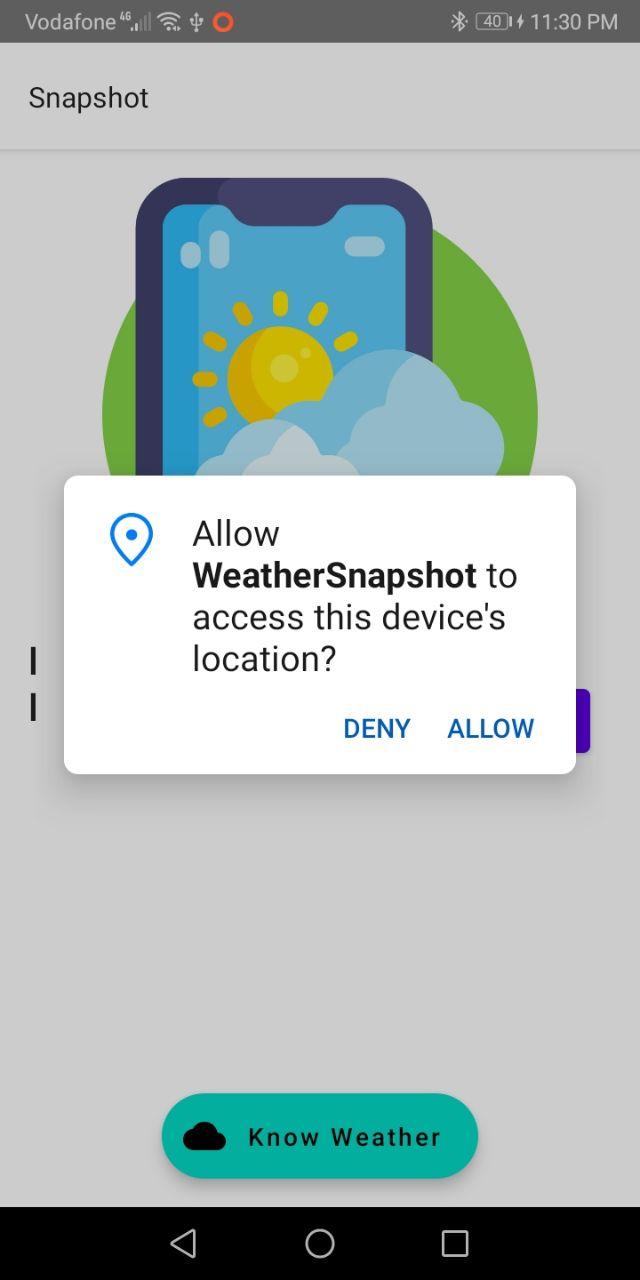 Vodafone 4G 40 11:30 PM
Snapshot
Allow
WeatherSnapshot to
access this device's
location?
DENY ALLOW
Know Weather